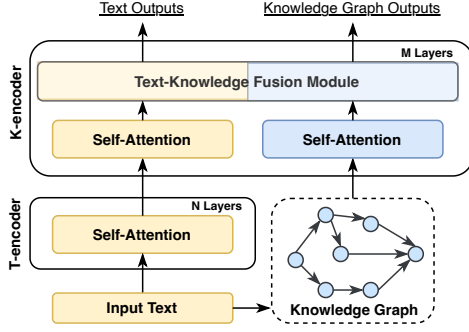 Text Outputs
Knowledge Graph Outputs
M Layers
K-encoder
Text-Knowledge Fusion Module
Self-Attention
Self-Attention
N Layers
T-encoder
Self-Attention
Input Text
Knowledge Graph